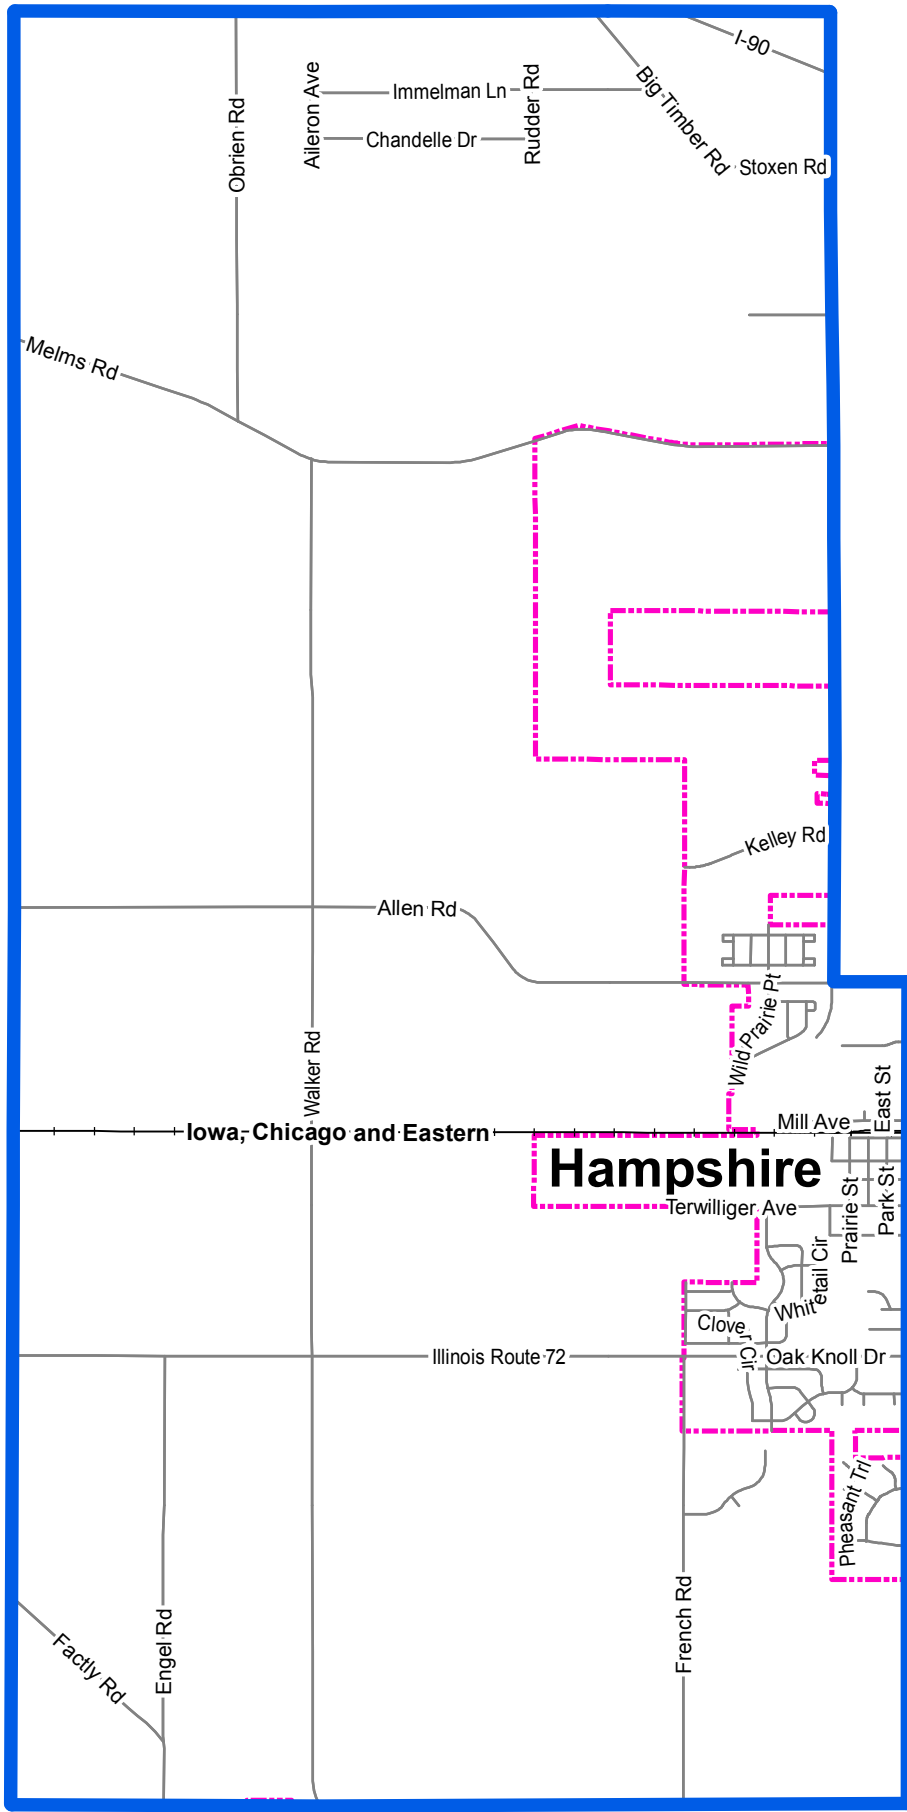 I-90
Obrien Rd
Aileron Ave
Immelman Ln
Rudder Rd
Big Timber Rd
Chandelle Dr
Stoxen Rd
Melms Rd
Kelley Rd
Allen Rd
Wild Prairie Pt
Walker Rd
East St
Mill Ave
Iowa, Chicago and Eastern
Hampshire
Terwilliger Ave
Prairie St
Park St
Whitetail Cir
Clover Cir
Illinois Route 72
Oak Knoll Dr
Pheasant Trl
French Rd
Engel Rd
Factly Rd